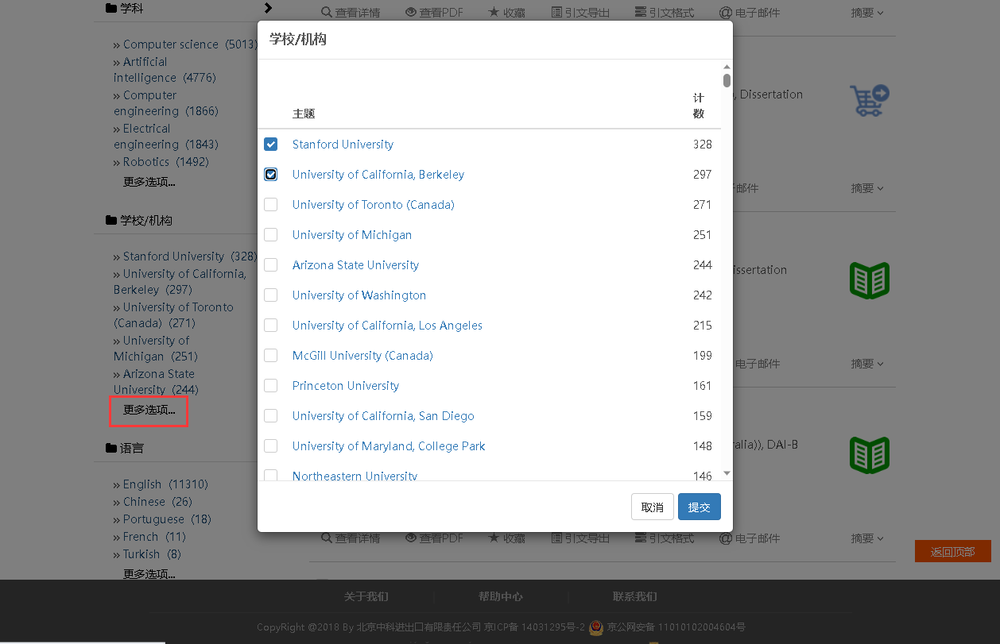 学科
查看详情 查看PDF 收藏 引文导出 引文格式 电子邮件 摘要
» Computer science (5013)
» Artificial
intelligence (4776)
» Computer
engineering (1866)
» Electrical
engineering (1843)
» Robotics (1492)
更多选项...
学校/机构
» Stanford University (328)
» University of California,
Berkeley (297)
» University of Toronto
(Canada) (271)
» University of
Michigan (251)
» Arizona State
University (244)
更多选项...
语言
» English (11310)
» Chinese (26)
» Portuguese (18)
» French (11)
» Turkish (8)
更多选项...
学校/机构
主题 计数
Stanford University 328
University of California, Berkeley 297
University of Toronto (Canada) 271
University of Michigan 251
Arizona State University 244
University of Washington 242
University of California, Los Angeles 215
McGill University (Canada) 199
Princeton University 161
University of California, San Diego 159
University of Maryland, College Park 148
Northeastern University 146
取消 提交
, Dissertation
邮件 摘要
issertation
电子邮件 摘要
ralia)), DAI-B
查看详情 查看PDF 收藏 引文导出 引文格式 电子邮件 摘要
返回顶部
关于我们 帮助中心 联系我们
CopyRight @2018 By 北京中科进出口有限责任公司 京ICP备 14031295号-2 京公网安备 11010102004604号